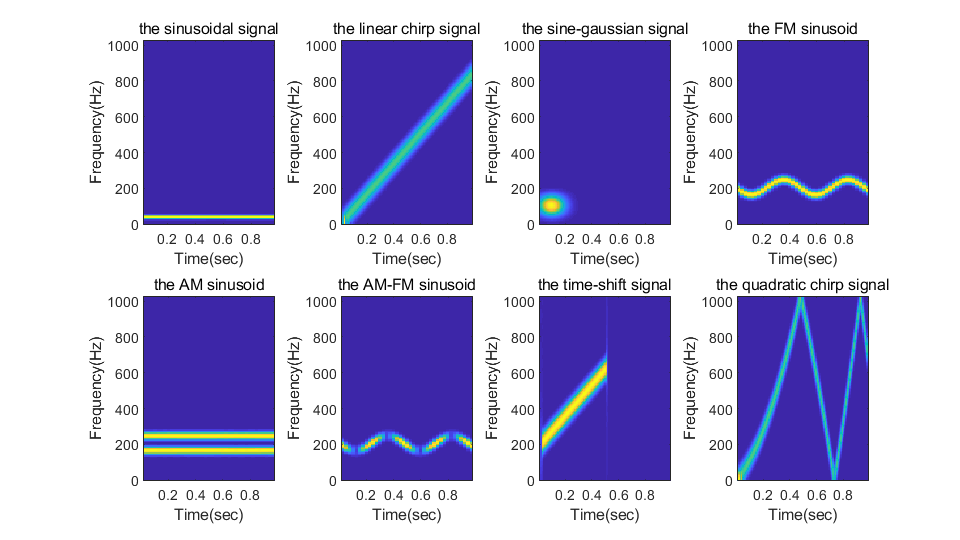 the sinusoidal signal the linear chirp signal the sine-gaussian signal the FM sinusoid
1000 1000 1000 1000
800 800 800 800
600 600 600 600
400 400 400 400
200 200 200 200
0 0 0 0
Frequency(Hz) Frequency(Hz) Frequency(Hz) Frequency(Hz)
0.2 0.4 0.6 0.8 0.2 0.4 0.6 0.8 0.2 0.4 0.6 0.8 0.2 0.4 0.6 0.8
Time(sec) Time(sec) Time(sec) Time(sec)
the AM sinusoid the AM-FM sinusoid the time-shift signal the quadratic chirp signal
1000 1000 1000 1000
800 800 800 800
600 600 600 600
400 400 400 400
200 200 200 200
0 0 0 0
Frequency(Hz) Frequency(Hz) Frequency(Hz) Frequency(Hz)
0.2 0.4 0.6 0.8 0.2 0.4 0.6 0.8 0.2 0.4 0.6 0.8 0.2 0.4 0.6 0.8
Time(sec) Time(sec) Time(sec) Time(sec)